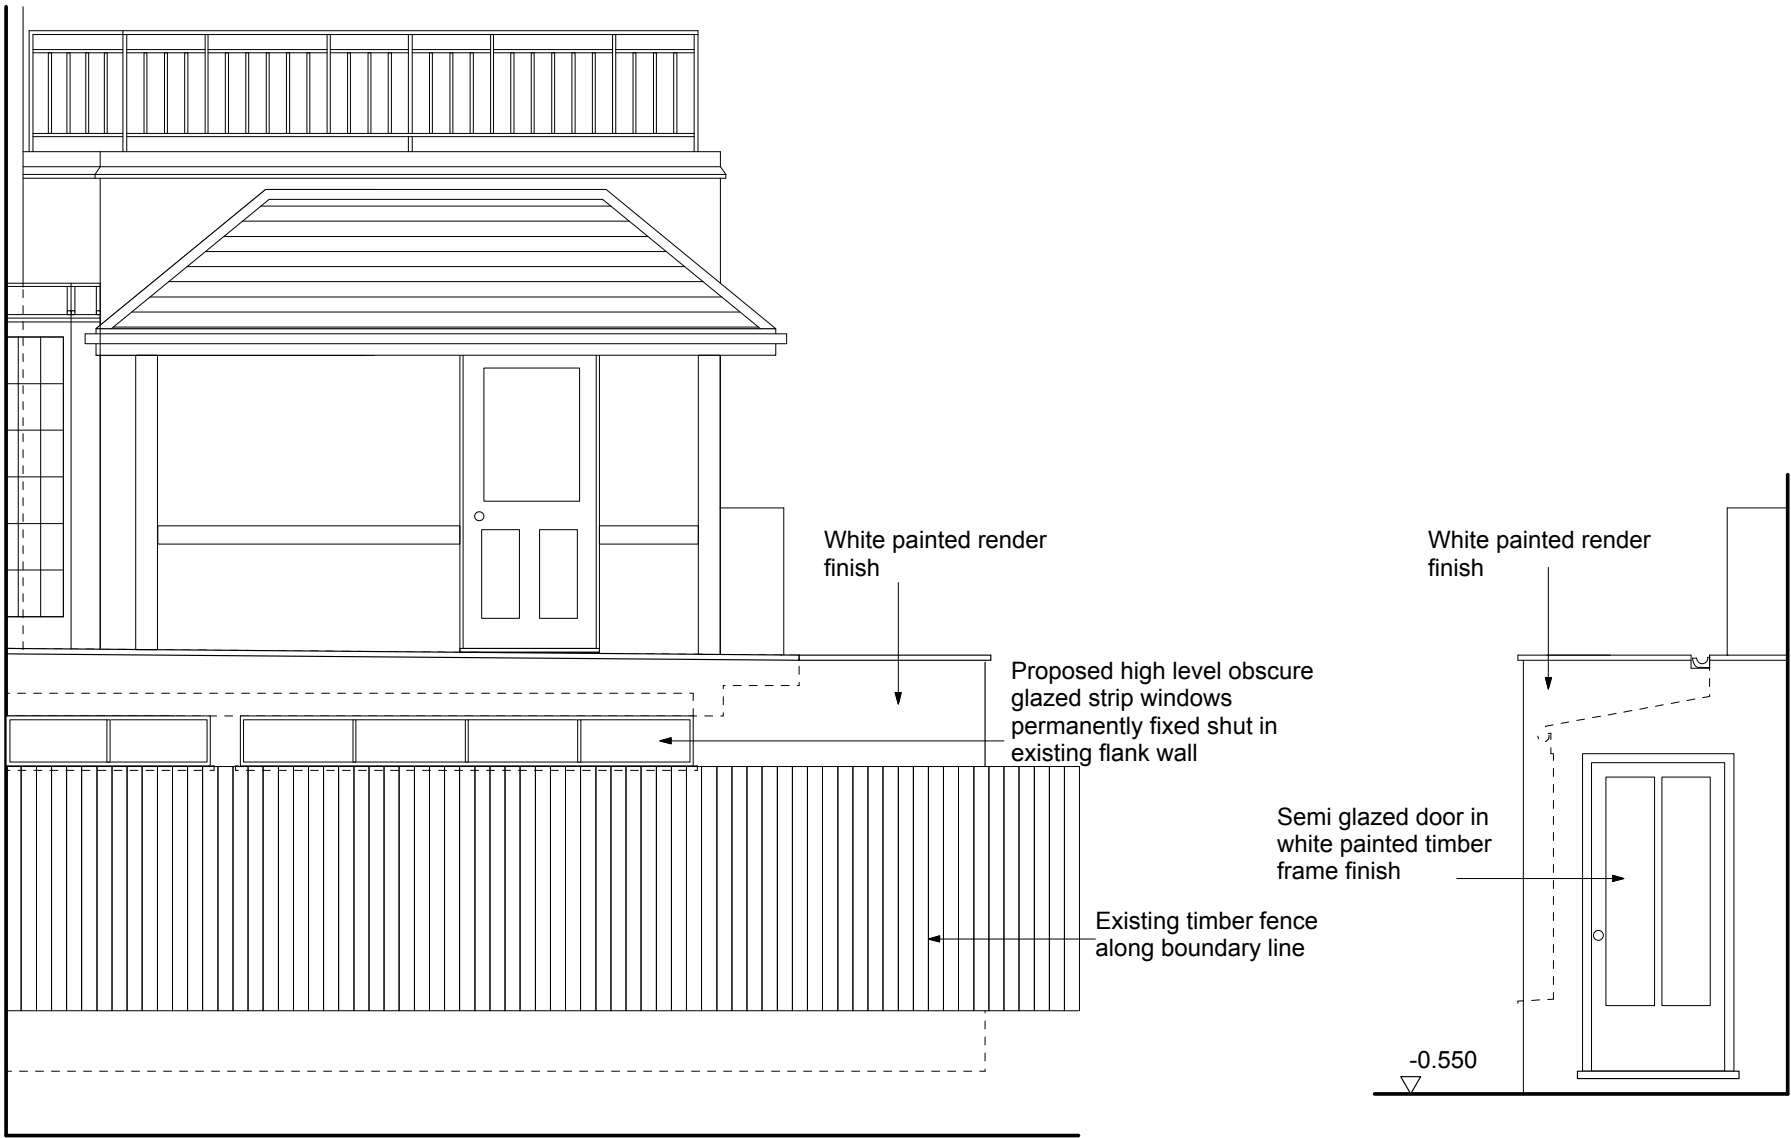 White painted render
finish
White painted render
finish
Proposed high level obscure
glazed strip windows
permanently fixed shut in
existing flank wall
Semi glazed door in
white painted timber
frame finish
Existing timber fence
along boundary line
-0.550